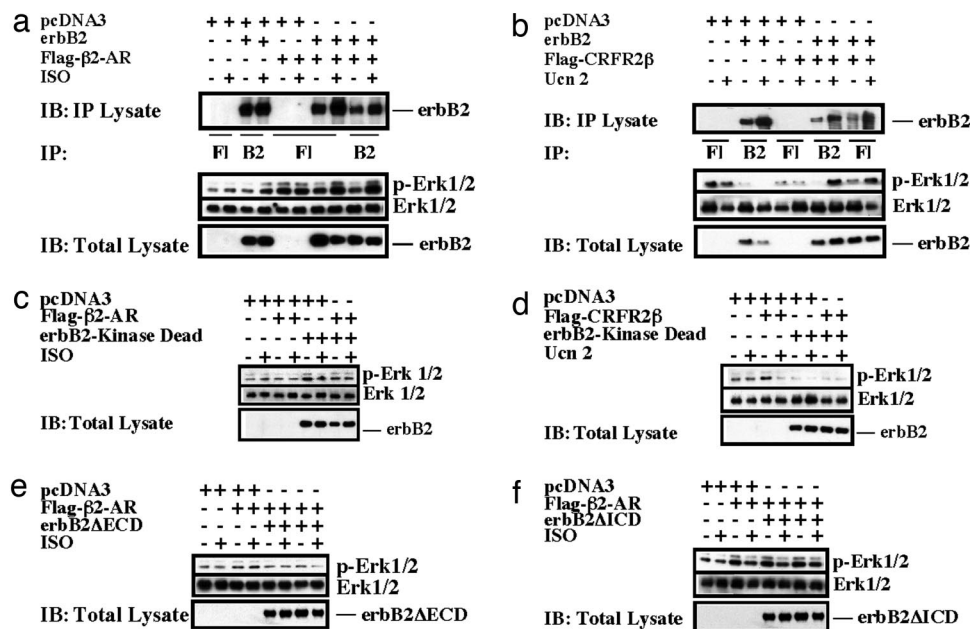 a
pcDNA3 + + - - + + - - - -
erbB2 - - + + - - + + + +
Flag-β2-AR - - - - + + + + + +
ISO - + - + - + - + - +
IB: IP Lysate erbB2
IP: Fl B2 Fl B2
p-Erk1/2
Erk1/2
IB: Total Lysate erbB2
b
pcDNA3 + + - - + + - - - -
erbB2 - - + + - - + + + +
Flag-CRFR2β - - - - + + + + + +
Ucn 2 - + - + - + - + - +
IB: IP Lysate erbB2
IP: Fl B2 Fl B2 Fl
p-Erk1/2
Erk1/2
IB: Total Lysate erbB2
c
pcDNA3 + + + + + + - -
Flag-β2-AR - - + + - - + +
erbB2-Kinase Dead - - - - + + + +
ISO - + - + - + - +
p-Erk 1/2
Erk 1/2
IB: Total Lysate erbB2
d
pcDNA3 + + + + + + - -
Flag-CRFR2β - - + + - - + +
erbB2-Kinase Dead - - - - + + + +
Ucn 2 - + - + - + - +
p-Erk1/2
Erk1/2
IB: Total Lysate erbB2
e
pcDNA3 + + + + - - - -
Flag-β2-AR - - + + + + + +
erbB2ΔECD - - - - + + + +
ISO - + - + - + - +
p-Erk1/2
Erk1/2
IB: Total Lysate erbB2ΔECD
f
pcDNA3 + + + + - - - -
Flag-β2-AR - - + + + + + +
erbB2ΔICD - - - - + + + +
ISO - + - + - + - +
p-Erk1/2
Erk1/2
IB: Total Lysate erbB2ΔICD